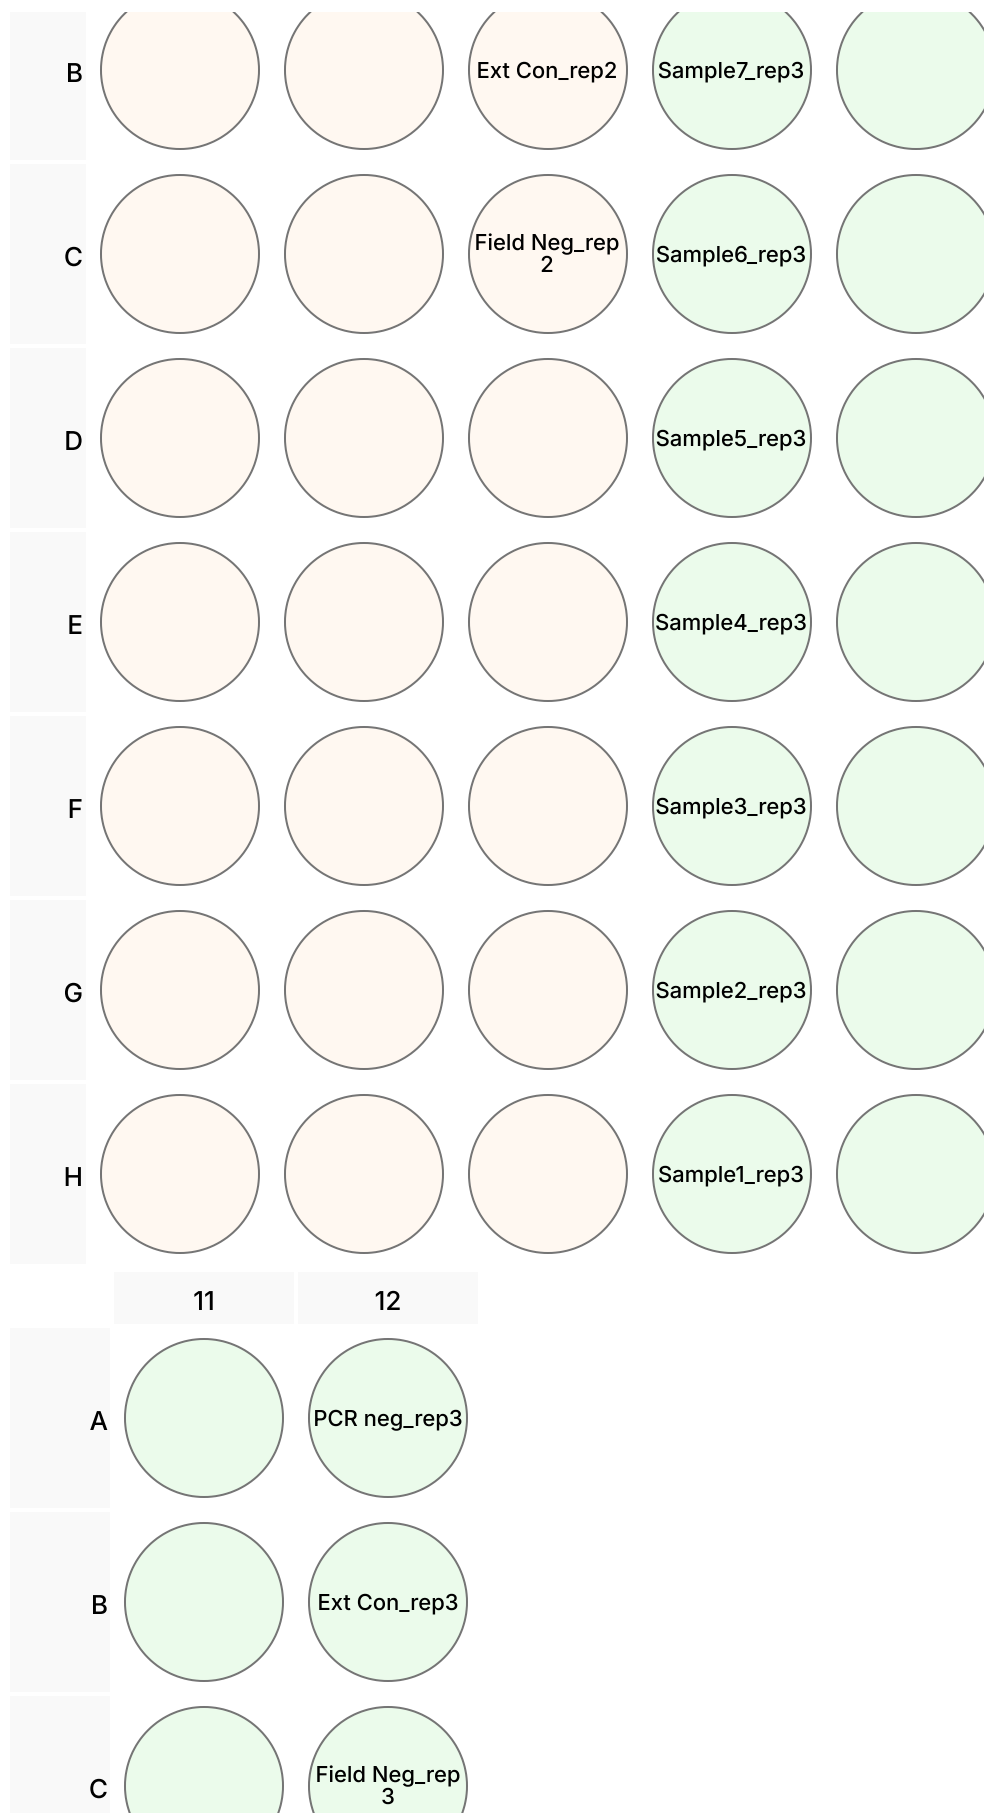 B Ext Con_rep2 Sample7_rep3
C Field Neg_rep
2 Sample6_rep3
D Sample5_rep3
E Sample4_rep3
F Sample3_rep3
G Sample2_rep3
H Sample1_rep3
11 12
A PCR neg_rep3
B Ext Con_rep3
C Field Neg_rep
3